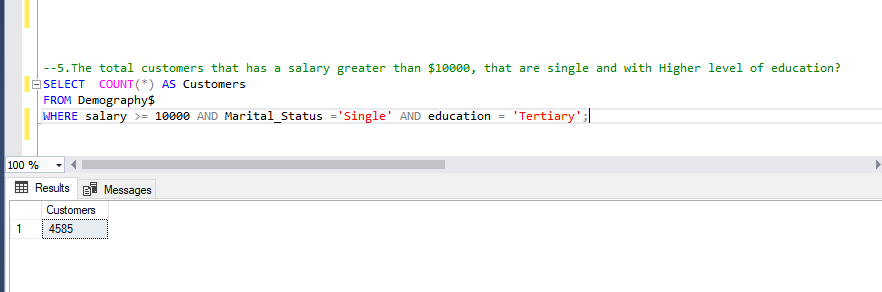 --5.The total customers that has a salary greater than $10000, that are single and with Higher level of education?
SELECT  COUNT(*) AS Customers
FROM Demography$
WHERE salary >= 10000 AND Marital_Status ='Single' AND education = 'Tertiary';
100 %
Results Messages
Customers
1 4585